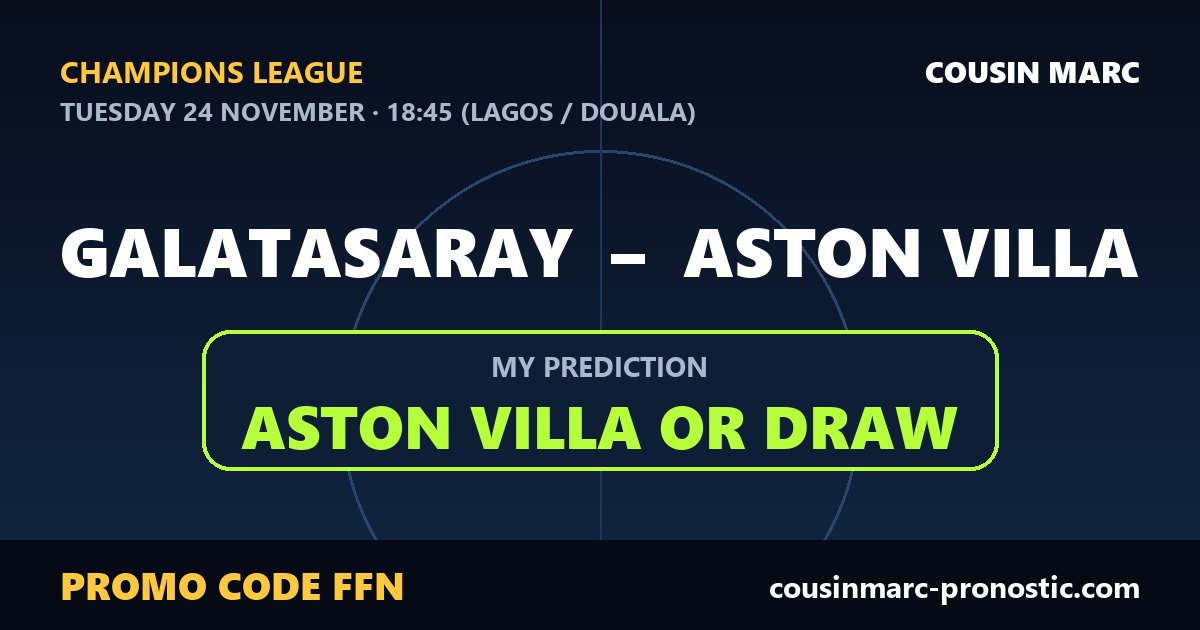 CHAMPIONS LEAGUE
COUSIN MARC
TUESDAY 24 NOVEMBER · 18:45 (LAGOS / DOUALA)
GALATASARAY – ASTON VILLA
MY PREDICTION
ASTON VILLA OR DRAW
PROMO CODE FFN
cousinmarc-pronostic.com